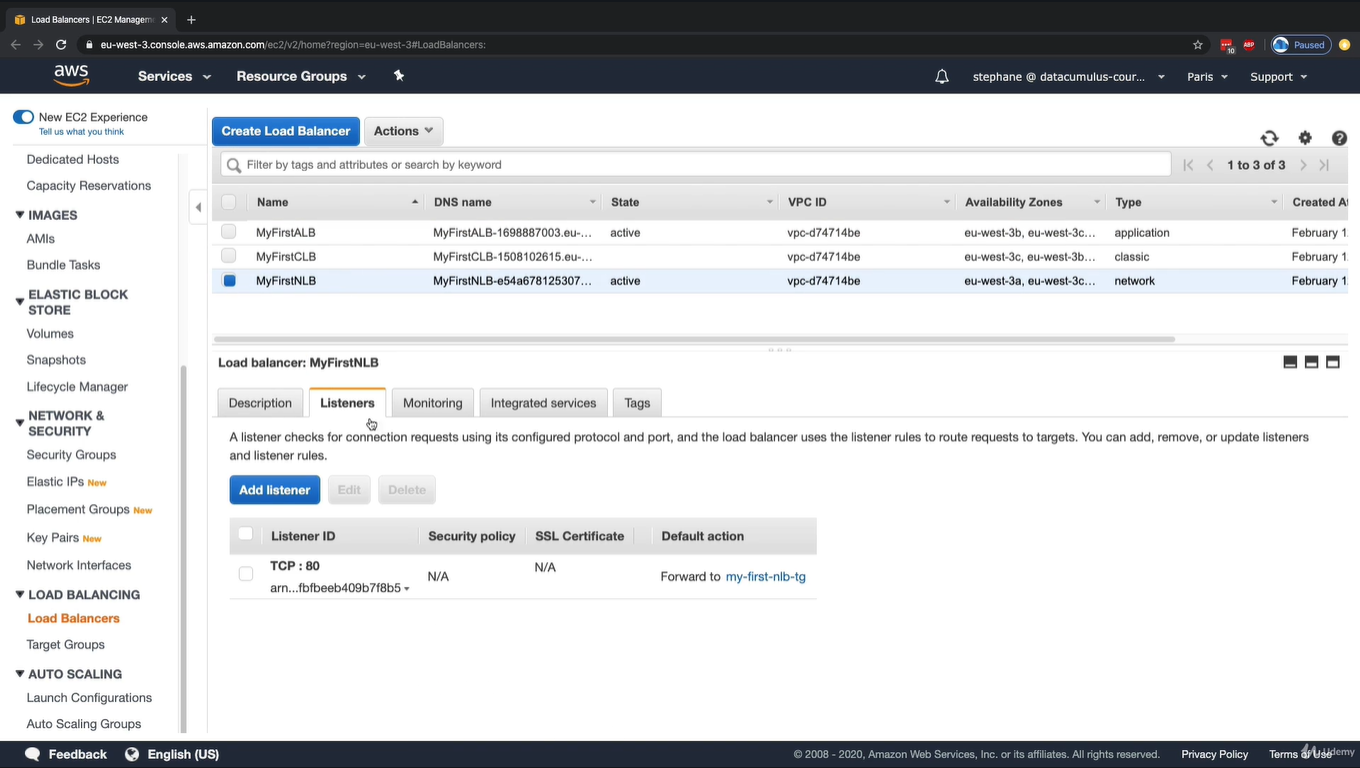 Load Balancers | EC2 Managem
eu-west-3.console.aws.amazon.com/ec2/v2/home?region=eu-west-3#LoadBalancers:
10
ABP
Paused
aws
Services
Resource Groups
stephane @ datacumulus-cour...
Paris
Support
New EC2 Experience
Tell us what you think
Dedicated Hosts
Capacity Reservations
IMAGES
AMIs
Bundle Tasks
ELASTIC BLOCK
STORE
Volumes
Snapshots
Lifecycle Manager
NETWORK &
SECURITY
Security Groups
Elastic IPs New
Placement Groups New
Key Pairs New
Network Interfaces
LOAD BALANCING
Load Balancers
Target Groups
AUTO SCALING
Launch Configurations
Auto Scaling Groups
Create Load Balancer
Actions
Filter by tags and attributes or search by keyword
1 to 3 of 3
Name DNS name State VPC ID Availability Zones Type Created At
MyFirstALB MyFirstALB-1698887003.eu-... active vpc-d74714be eu-west-3b, eu-west-3c... application February 1
MyFirstCLB MyFirstCLB-1508102615.eu-... vpc-d74714be eu-west-3c, eu-west-3b... classic February 1
MyFirstNLB MyFirstNLB-e54a678125307... active vpc-d74714be eu-west-3a, eu-west-3c... network February 1
Load balancer: MyFirstNLB
Description
Listeners
Monitoring
Integrated services
Tags
A listener checks for connection requests using its configured protocol and port, and the load balancer uses the listener rules to route requests to targets. You can add, remove, or update listeners
and listener rules.
Add listener
Edit
Delete
Listener ID Security policy SSL Certificate Default action
TCP : 80
arn...fbfbeeb409b7f8b5
N/A
N/A
Forward to my-first-nlb-tg
Feedback
English (US)
© 2008 - 2020, Amazon Web Services, Inc. or its affiliates. All rights reserved.
Privacy Policy
Terms of Use
Udemy